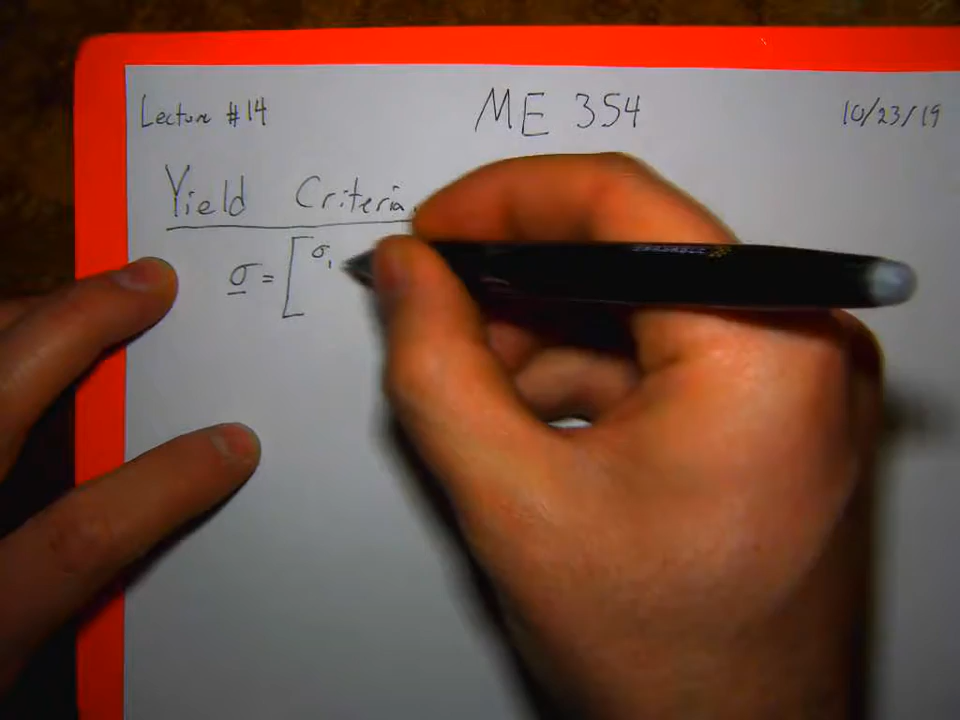 Lecture #14 ME 354 10/23/19
Yield Criteria
σ = [ σ₁